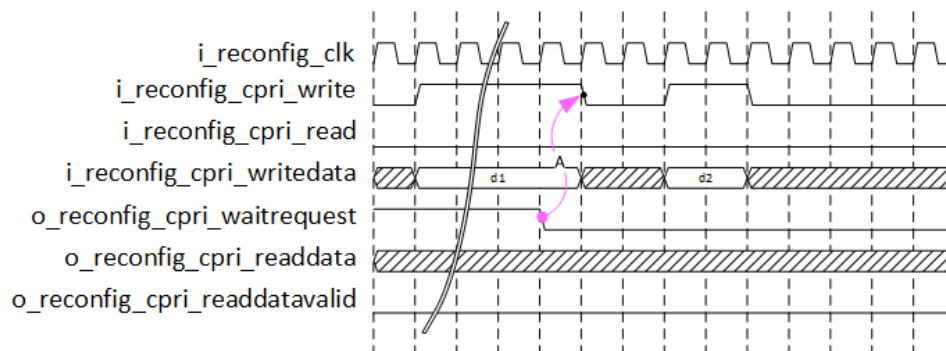 i_reconfig_clk
i_reconfig_cpri_write
i_reconfig_cpri_read
A
i_reconfig_cpri_writedata
d1
d2
o_reconfig_cpri_waitrequest
o_reconfig_cpri_readdata
o_reconfig_cpri_readdatavalid